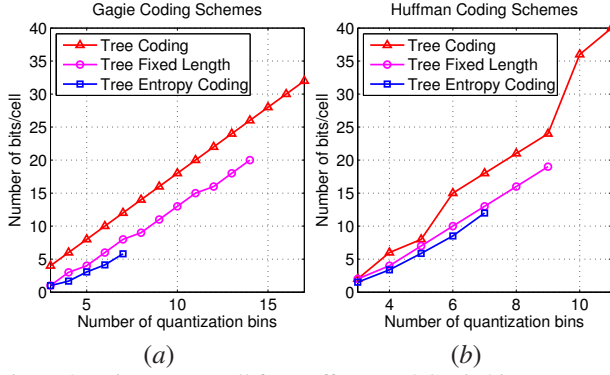 Gagie Coding Schemes
40
35
30
25
20
15
10
5
0
Number of bits/cell
Tree Coding
Tree Fixed Length
Tree Entropy Coding
5 10 15
Number of quantization bins
(a)
Huffman Coding Schemes
40
35
30
25
20
15
10
5
0
Number of bits/cell
Tree Coding
Tree Fixed Length
Tree Entropy Coding
4 6 8 10
Number of quantization bins
(b)